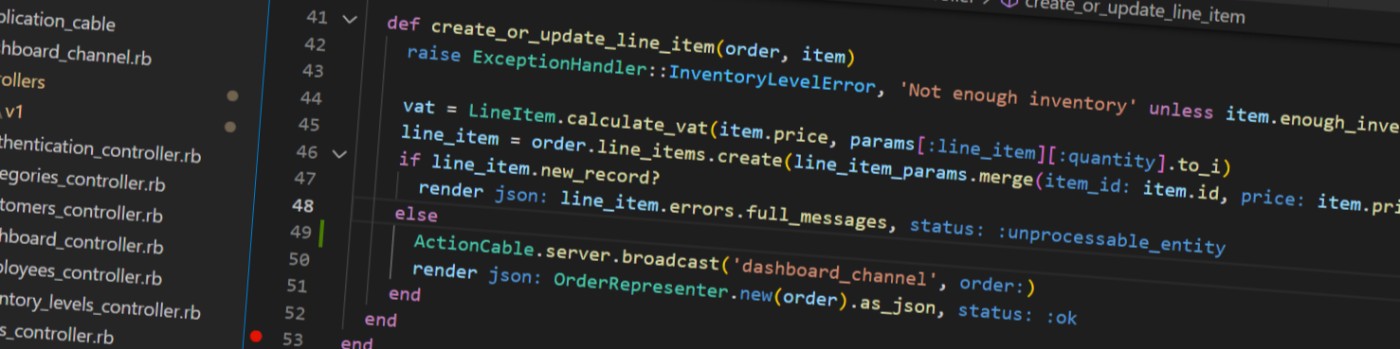 create_or_update_line_item
plication_cable
hboard_channel.rb
ollers
v1
thentication_controller.rb
egories_controller.rb
tomers_controller.rb
hboard_controller.rb
ployees_controller.rb
ntory_levels_controller.rb
s_controller.rb
41 def create_or_update_line_item(order, item)
42 raise ExceptionHandler::InventoryLevelError, 'Not enough inventory' unless item.enough_inve
43
44 vat = LineItem.calculate_vat(item.price, params[:line_item][:quantity].to_i)
45 line_item = order.line_items.create(line_item_params.merge(item_id: item.id, price: item.pri
46 if line_item.new_record?
47 render json: line_item.errors.full_messages, status: :unprocessable_entity
48 else
49 ActionCable.server.broadcast('dashboard_channel', order:)
50 render json: OrderRepresenter.new(order).as_json, status: :ok
51 end
52 end
53 end